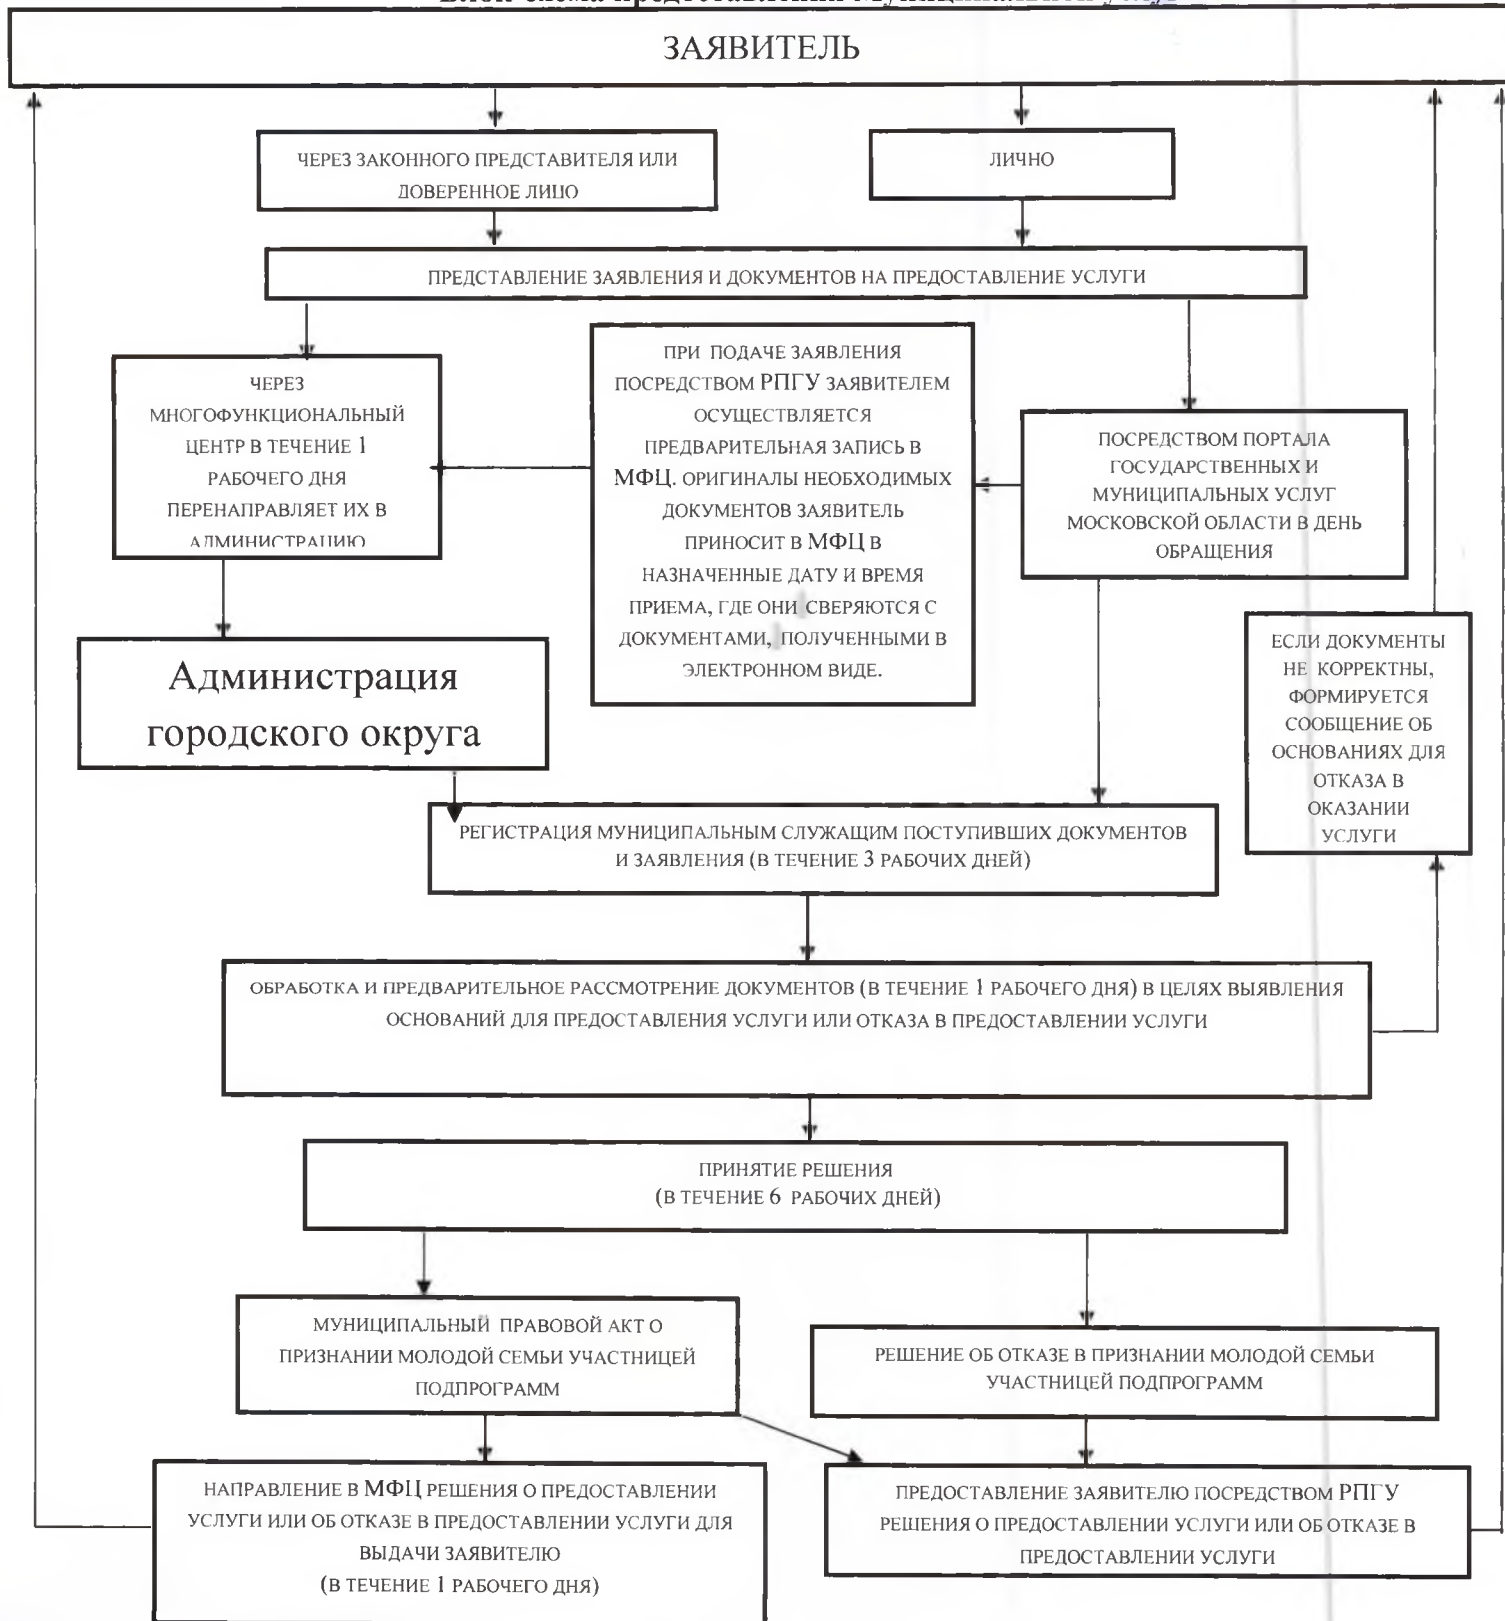 ЗАЯВИТЕЛЬ
ЧЕРЕЗ ЗАКОННОГО ПРЕДСТАВИТЕЛЯ ИЛИ
ДОВЕРЕННОЕ ЛИЦО
ЛИЧНО
ПРЕДСТАВЛЕНИЕ ЗАЯВЛЕНИЯ И ДОКУМЕНТОВ НА ПРЕДОСТАВЛЕНИЕ УСЛУГИ
ЧЕРЕЗ
МНОГОФУНКЦИОНАЛЬНЫЙ
ЦЕНТР В ТЕЧЕНИЕ 1
РАБОЧЕГО ДНЯ
ПЕРЕНАПРАВЛЯЕТ ИХ В
АДМИНИСТРАЦИЮ
ПРИ ПОДАЧЕ ЗАЯВЛЕНИЯ
ПОСРЕДСТВОМ РПГУ ЗАЯВИТЕЛЕМ
ОСУЩЕСТВЛЯЕТСЯ
ПРЕДВАРИТЕЛЬНАЯ ЗАПИСЬ В
МФЦ. ОРИГИНАЛЫ НЕОБХОДИМЫХ
ДОКУМЕНТОВ ЗАЯВИТЕЛЬ
ПРИНОСИТ В МФЦ В
НАЗНАЧЕННЫЕ ДАТУ И ВРЕМЯ
ПРИЕМА, ГДЕ ОНИ СВЕРЯЮТСЯ С
ДОКУМЕНТАМИ, ПОЛУЧЕННЫМИ В
ЭЛЕКТРОННОМ ВИДЕ.
ПОСРЕДСТВОМ ПОРТАЛА
ГОСУДАРСТВЕННЫХ И
МУНИЦИПАЛЬНЫХ УСЛУГ
МОСКОВСКОЙ ОБЛАСТИ В ДЕНЬ
ОБРАЩЕНИЯ
Администрация
городского округа
ЕСЛИ ДОКУМЕНТЫ
НЕ КОРРЕКТНЫ,
ФОРМИРУЕТСЯ
СООБЩЕНИЕ ОБ
ОСНОВАНИЯХ ДЛЯ
ОТКАЗА В
ОКАЗАНИИ
УСЛУГИ
РЕГИСТРАЦИЯ МУНИЦИПАЛЬНЫМ СЛУЖАЩИМ ПОСТУПИВШИХ ДОКУМЕНТОВ
И ЗАЯВЛЕНИЯ (В ТЕЧЕНИЕ 3 РАБОЧИХ ДНЕЙ)
ОБРАБОТКА И ПРЕДВАРИТЕЛЬНОЕ РАССМОТРЕНИЕ ДОКУМЕНТОВ (В ТЕЧЕНИЕ 1 РАБОЧЕГО ДНЯ) В ЦЕЛЯХ ВЫЯВЛЕНИЯ
ОСНОВАНИЙ ДЛЯ ПРЕДОСТАВЛЕНИЯ УСЛУГИ ИЛИ ОТКАЗА В ПРЕДОСТАВЛЕНИИ УСЛУГИ
ПРИНЯТИЕ РЕШЕНИЯ
(В ТЕЧЕНИЕ 6 РАБОЧИХ ДНЕЙ)
МУНИЦИПАЛЬНЫЙ ПРАВОВОЙ АКТ О
ПРИЗНАНИИ МОЛОДОЙ СЕМЬИ УЧАСТНИЦЕЙ
ПОДПРОГРАММ
РЕШЕНИЕ ОБ ОТКАЗЕ В ПРИЗНАНИИ МОЛОДОЙ СЕМЬИ
УЧАСТНИЦЕЙ ПОДПРОГРАММ
НАПРАВЛЕНИЕ В МФЦ РЕШЕНИЯ О ПРЕДОСТАВЛЕНИИ
УСЛУГИ ИЛИ ОБ ОТКАЗЕ В ПРЕДОСТАВЛЕНИИ УСЛУГИ ДЛЯ
ВЫДАЧИ ЗАЯВИТЕЛЮ
(В ТЕЧЕНИЕ 1 РАБОЧЕГО ДНЯ)
ПРЕДОСТАВЛЕНИЕ ЗАЯВИТЕЛЮ ПОСРЕДСТВОМ РПГУ
РЕШЕНИЯ О ПРЕДОСТАВЛЕНИИ УСЛУГИ ИЛИ ОБ ОТКАЗЕ В
ПРЕДОСТАВЛЕНИИ УСЛУГИ